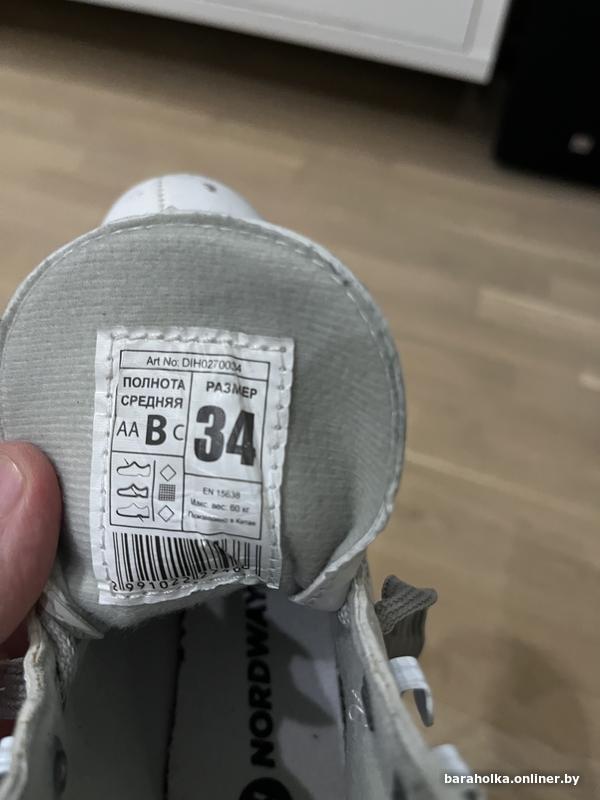 Art No: DIH0270034
ПОЛНОТА
СРЕДНЯЯ
AA B C
РАЗМЕР
34
EN 15638
Макс. вес: 60 кг.
Произведено в Китае
NORDWAY
baraholka.onliner.by